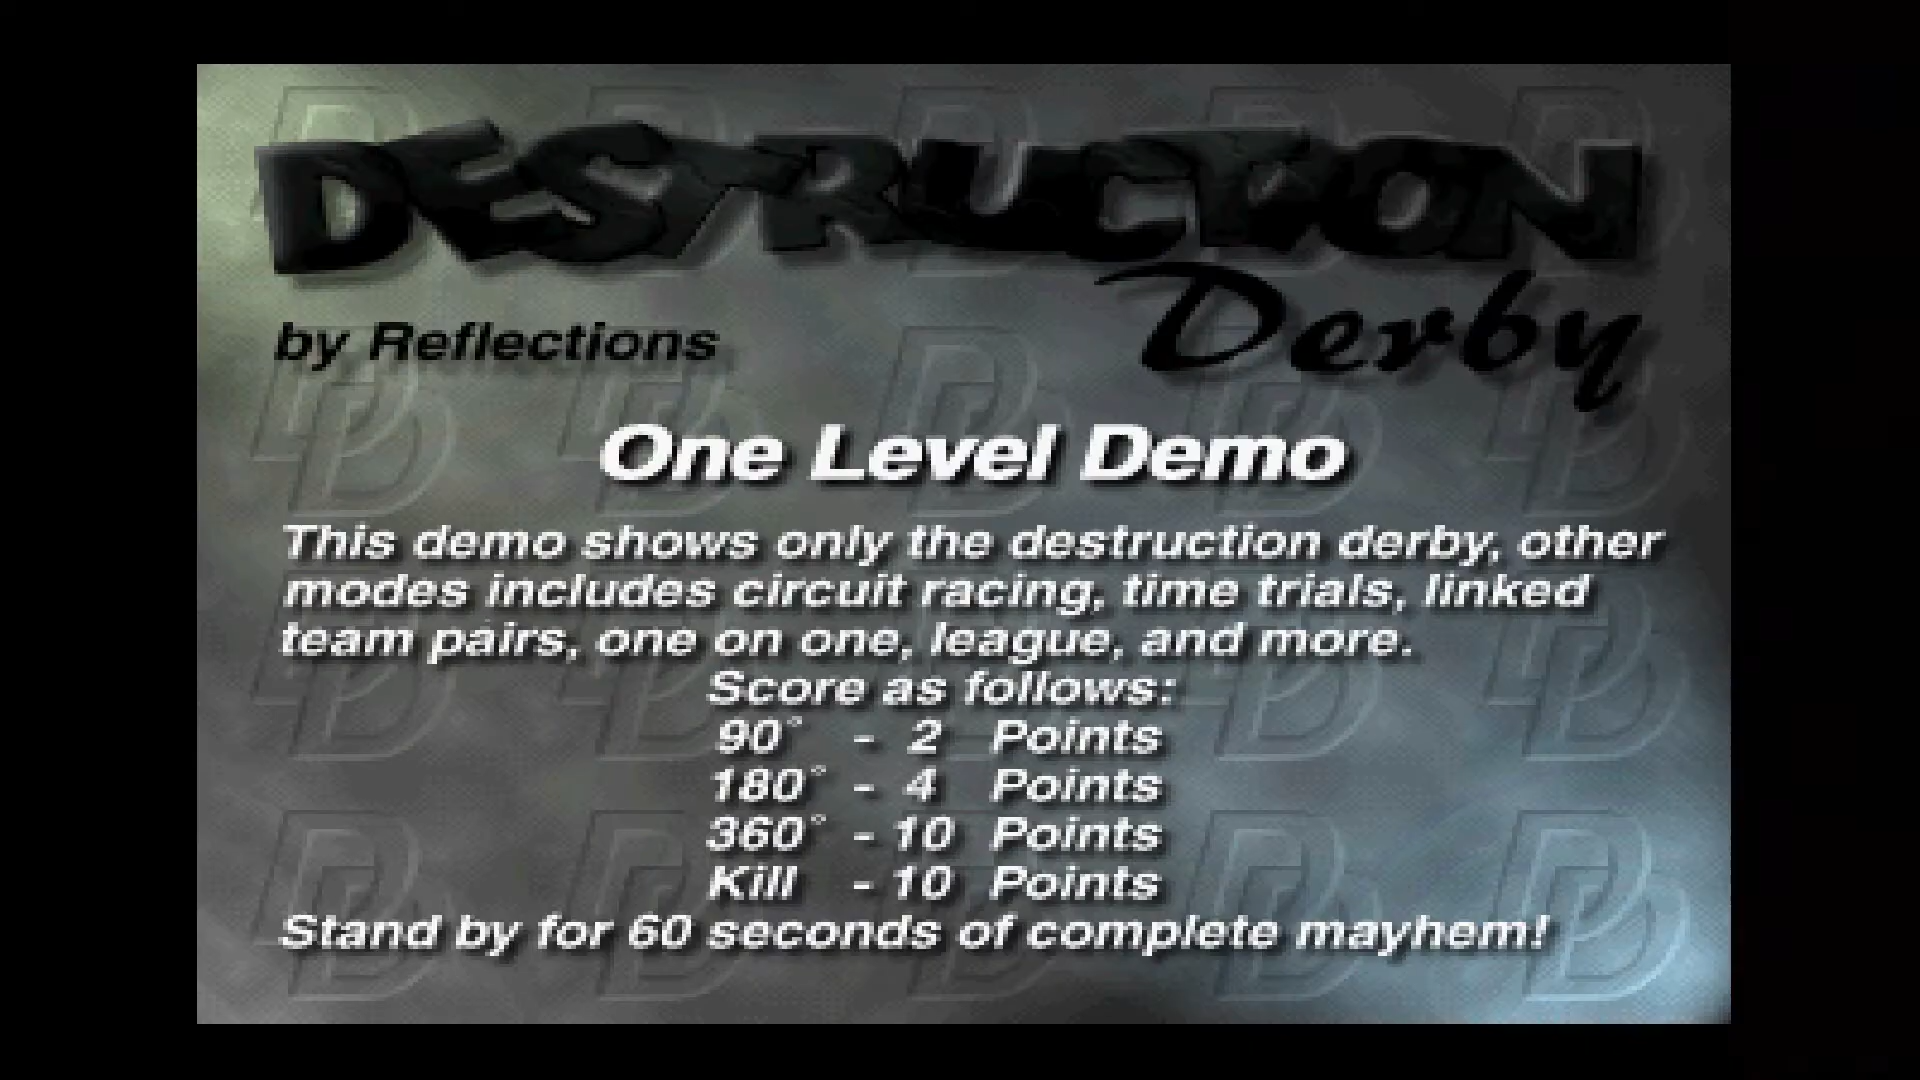 DESTRUCTION
Derby
by Reflections
One Level Demo
This demo shows only the destruction derby, other
modes includes circuit racing, time trials, linked
team pairs, one on one, league, and more.
Score as follows:
90° - 2 Points
180° - 4 Points
360° - 10 Points
Kill - 10 Points
Stand by for 60 seconds of complete mayhem!